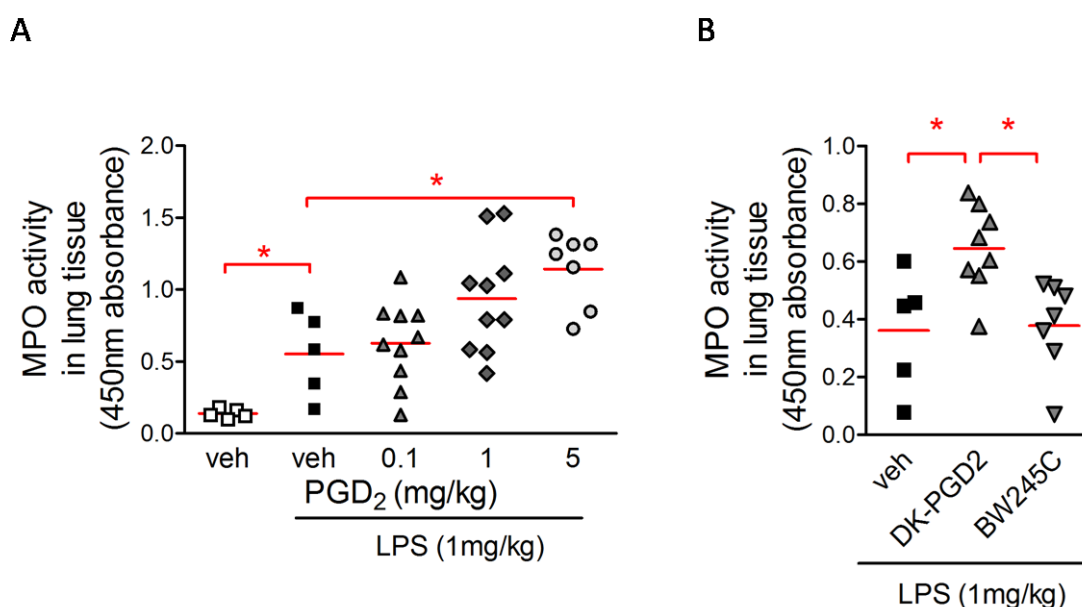 A
MPO activity
in lung tissue
(450nm absorbance)
2.0
1.5
1.0
0.5
0.0
*
*
veh veh 0.1 1 5
PGD₂ (mg/kg)
LPS (1mg/kg)
B
MPO activity
in lung tissue
(450nm absorbance)
1.0
0.8
0.6
0.4
0.2
0.0
* *
veh
DK-PGD2
BW245C
LPS (1mg/kg)